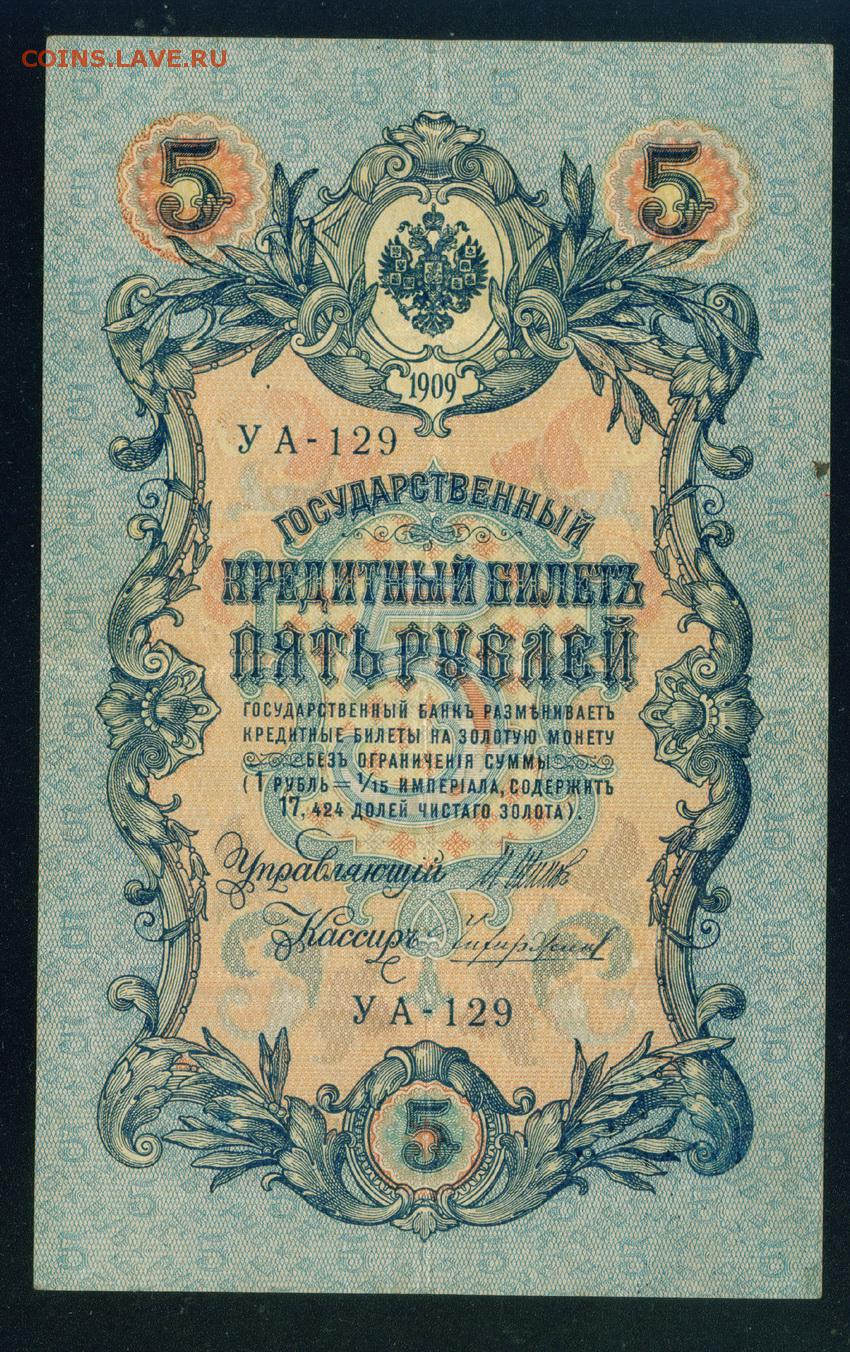 COINS.LAVE.RU
5 5
1909
УА-129
ГОСУДАРСТВЕННЫЙ
КРЕДИТНЫЙ БИЛЕТЪ
ПЯТЬ РУБЛЕЙ
ГОСУДАРСТВЕННЫЙ БАНКЪ РАЗМѢНИВАЕТЪ
КРЕДИТНЫЕ БИЛЕТЫ НА ЗОЛОТУЮ МОНЕТУ
БЕЗЪ ОГРАНИЧЕНІЯ СУММЫ
(1 РУБЛЬ = 1/15 ИМПЕРІАЛА, СОДЕРЖИТЪ
17,424 ДОЛЕЙ ЧИСТАГО ЗОЛОТА).
Управляющій
Кассиръ
УА-129
5